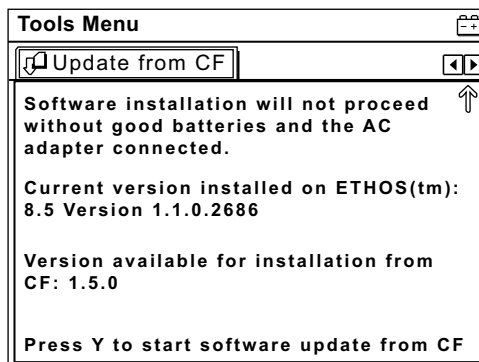 Tools Menu
Update from CF
Software installation will not proceed
without good batteries and the AC
adapter connected.
Current version installed on ETHOS(tm):
8.5 Version 1.1.0.2686
Version available for installation from
CF: 1.5.0
Press Y to start software update from CF